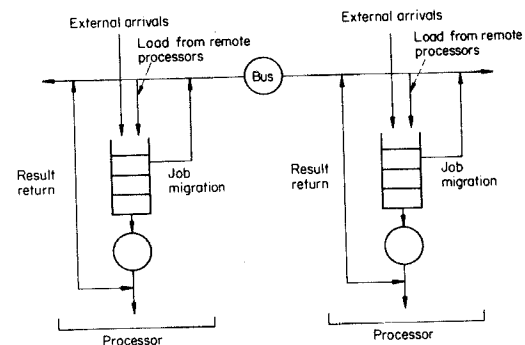 External arrivals
Load from remote
processors
Bus
External arrivals
Load from remote
processors
Result
return
Job
migration
Result
return
Job
migration
Processor
Processor